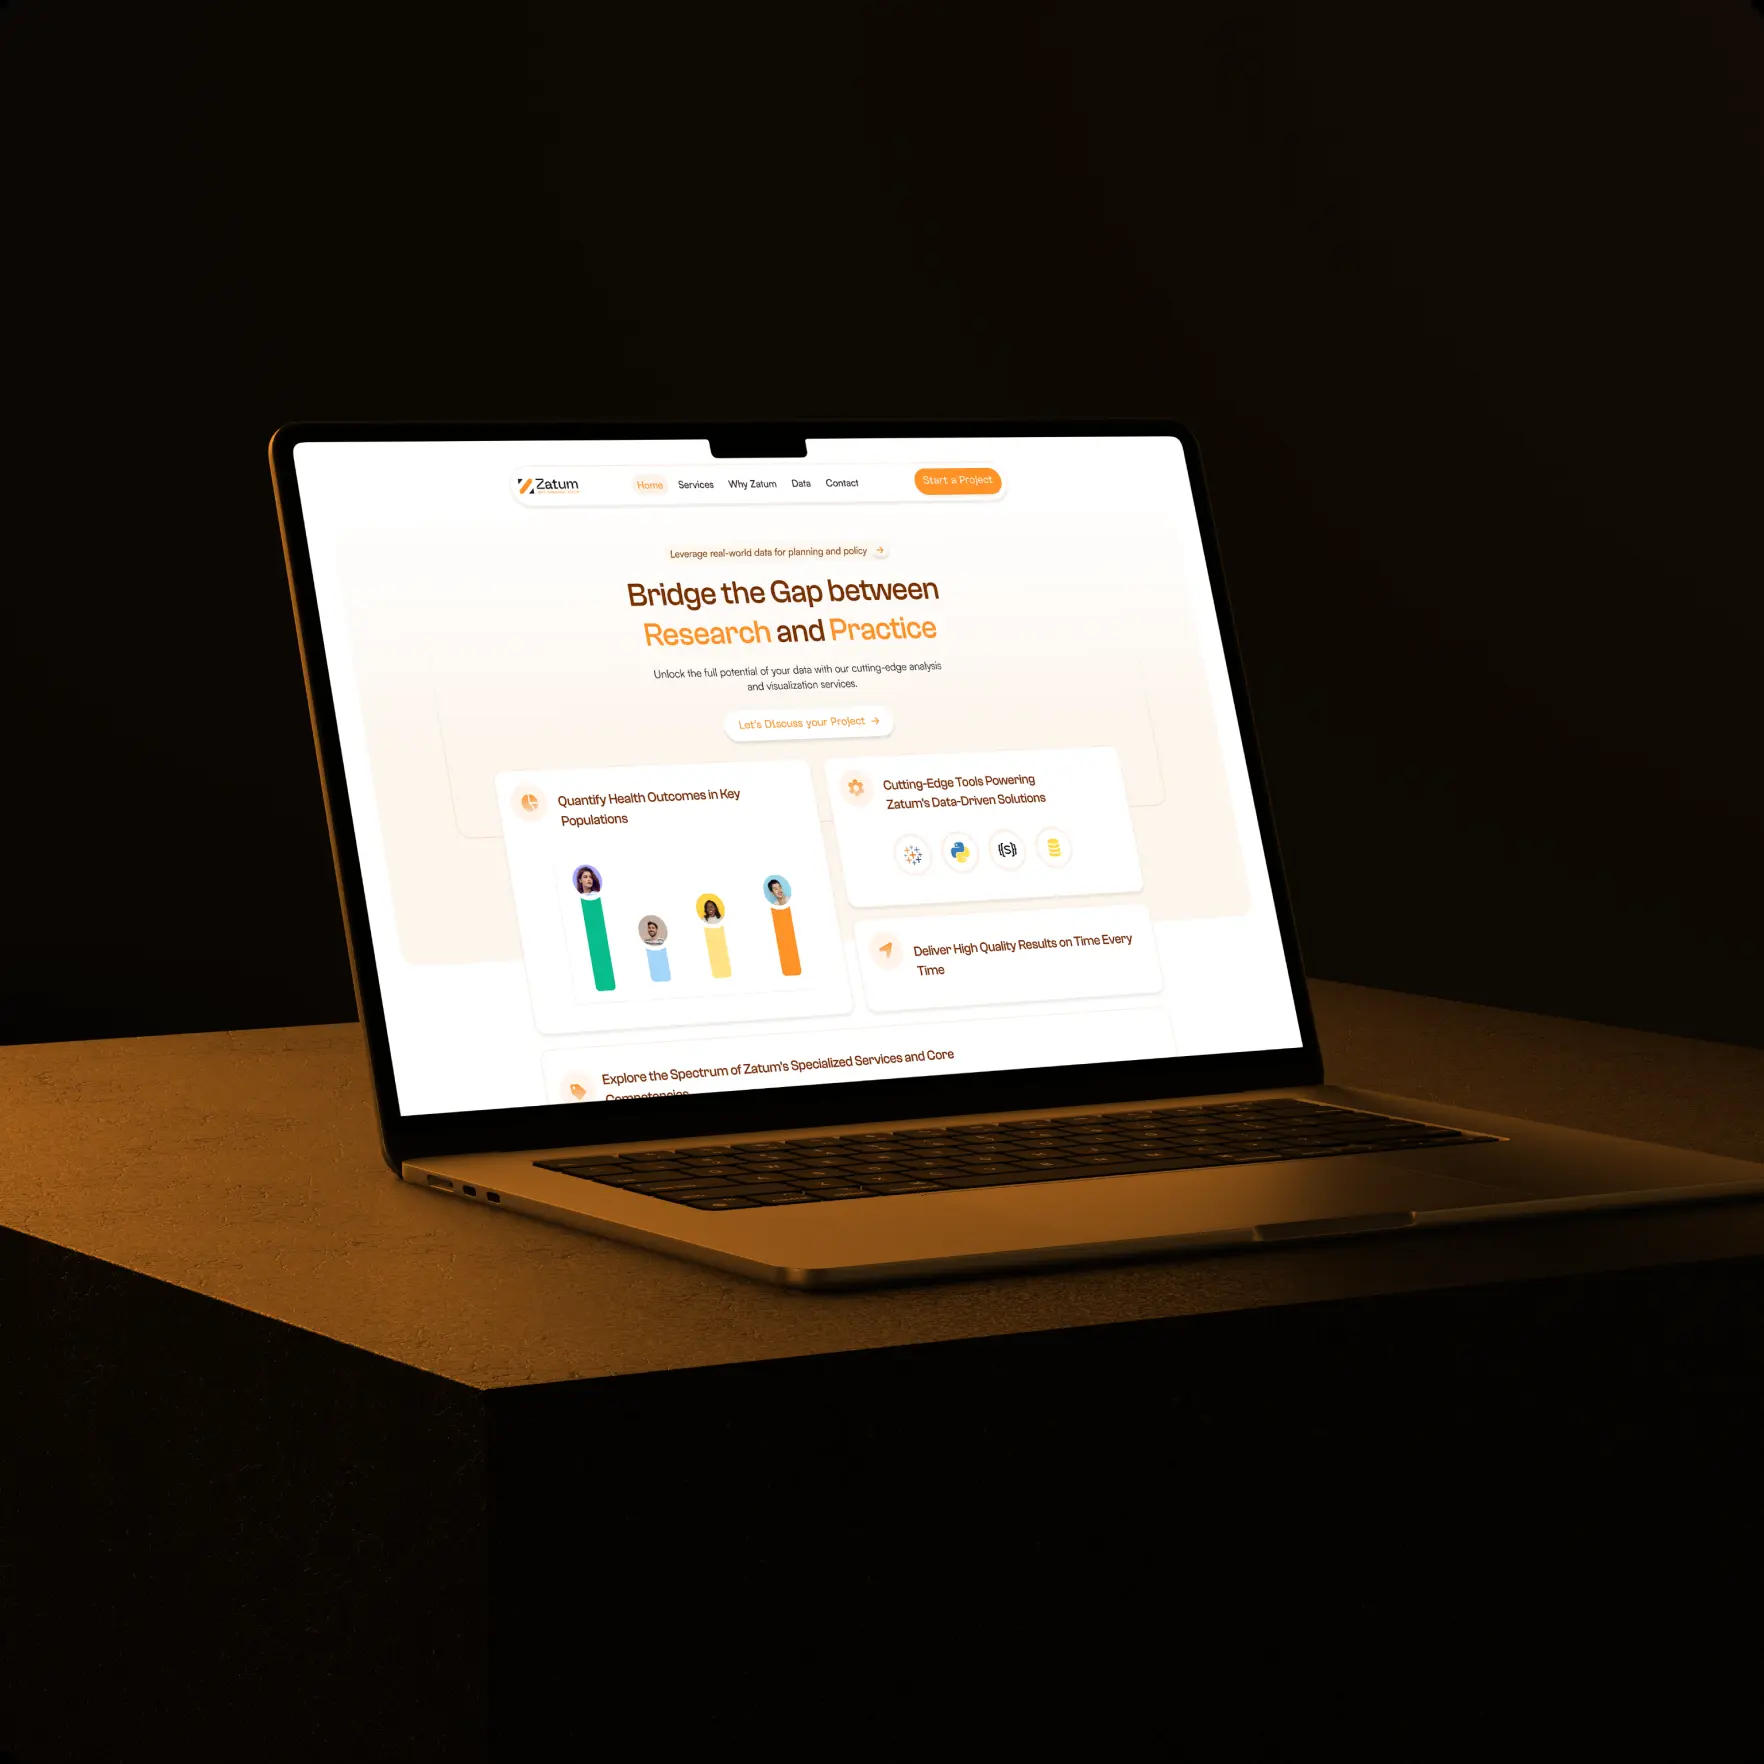 Zatum
Home
Services
Why Zatum
Data
Contact
Start a Project
Leverage real-world data for planning and policy →
Bridge the Gap between
Research and Practice
Unlock the full potential of your data with our cutting-edge analysis
and visualization services.
Let's Discuss your Project →
Quantify Health Outcomes in Key
Populations
Cutting-Edge Tools Powering
Zatum's Data-Driven Solutions
{(S)}
Deliver High Quality Results on Time Every
Time
Explore the Spectrum of Zatum's Specialized Services and Core
Competencies